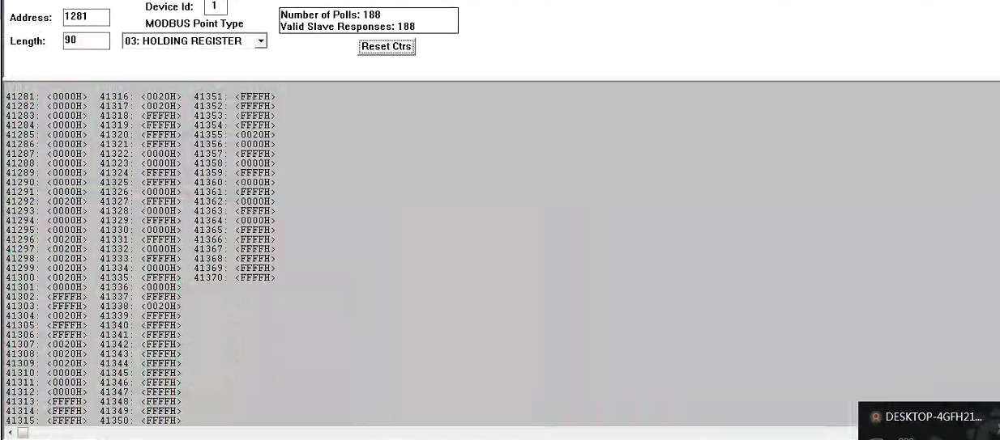 Device Id: 1
Address: 1281
MODBUS Point Type
Length: 90
03: HOLDING REGISTER
Number of Polls: 188
Valid Slave Responses: 188
Reset Ctrs
41281: <0000H> 41316: <0020H> 41351: <FFFFH>
41282: <0000H> 41317: <0020H> 41352: <FFFFH>
41283: <0000H> 41318: <FFFFH> 41353: <FFFFH>
41284: <0000H> 41319: <FFFFH> 41354: <FFFFH>
41285: <0000H> 41320: <FFFFH> 41355: <0020H>
41286: <0000H> 41321: <FFFFH> 41356: <0000H>
41287: <0000H> 41322: <0000H> 41357: <FFFFH>
41288: <0000H> 41323: <0000H> 41358: <0000H>
41289: <0000H> 41324: <FFFFH> 41359: <FFFFH>
41290: <0000H> 41325: <FFFFH> 41360: <0000H>
41291: <0000H> 41326: <0000H> 41361: <FFFFH>
41292: <0020H> 41327: <FFFFH> 41362: <0000H>
41293: <0000H> 41328: <0000H> 41363: <FFFFH>
41294: <0000H> 41329: <FFFFH> 41364: <0000H>
41295: <0000H> 41330: <0000H> 41365: <FFFFH>
41296: <0020H> 41331: <FFFFH> 41366: <FFFFH>
41297: <0020H> 41332: <0000H> 41367: <FFFFH>
41298: <0020H> 41333: <FFFFH> 41368: <FFFFH>
41299: <0020H> 41334: <0000H> 41369: <FFFFH>
41300: <0020H> 41335: <FFFFH> 41370: <FFFFH>
41301: <0000H> 41336: <0000H>
41302: <FFFFH> 41337: <FFFFH>
41303: <FFFFH> 41338: <0020H>
41304: <0020H> 41339: <FFFFH>
41305: <FFFFH> 41340: <FFFFH>
41306: <FFFFH> 41341: <FFFFH>
41307: <0020H> 41342: <FFFFH>
41308: <0020H> 41343: <FFFFH>
41309: <0020H> 41344: <FFFFH>
41310: <0000H> 41345: <FFFFH>
41311: <0000H> 41346: <FFFFH>
41312: <0000H> 41347: <FFFFH>
41313: <FFFFH> 41348: <FFFFH>
41314: <FFFFH> 41349: <FFFFH>
41315: <FFFFH> 41350: <FFFFH>
DESKTOP-4GFH21...